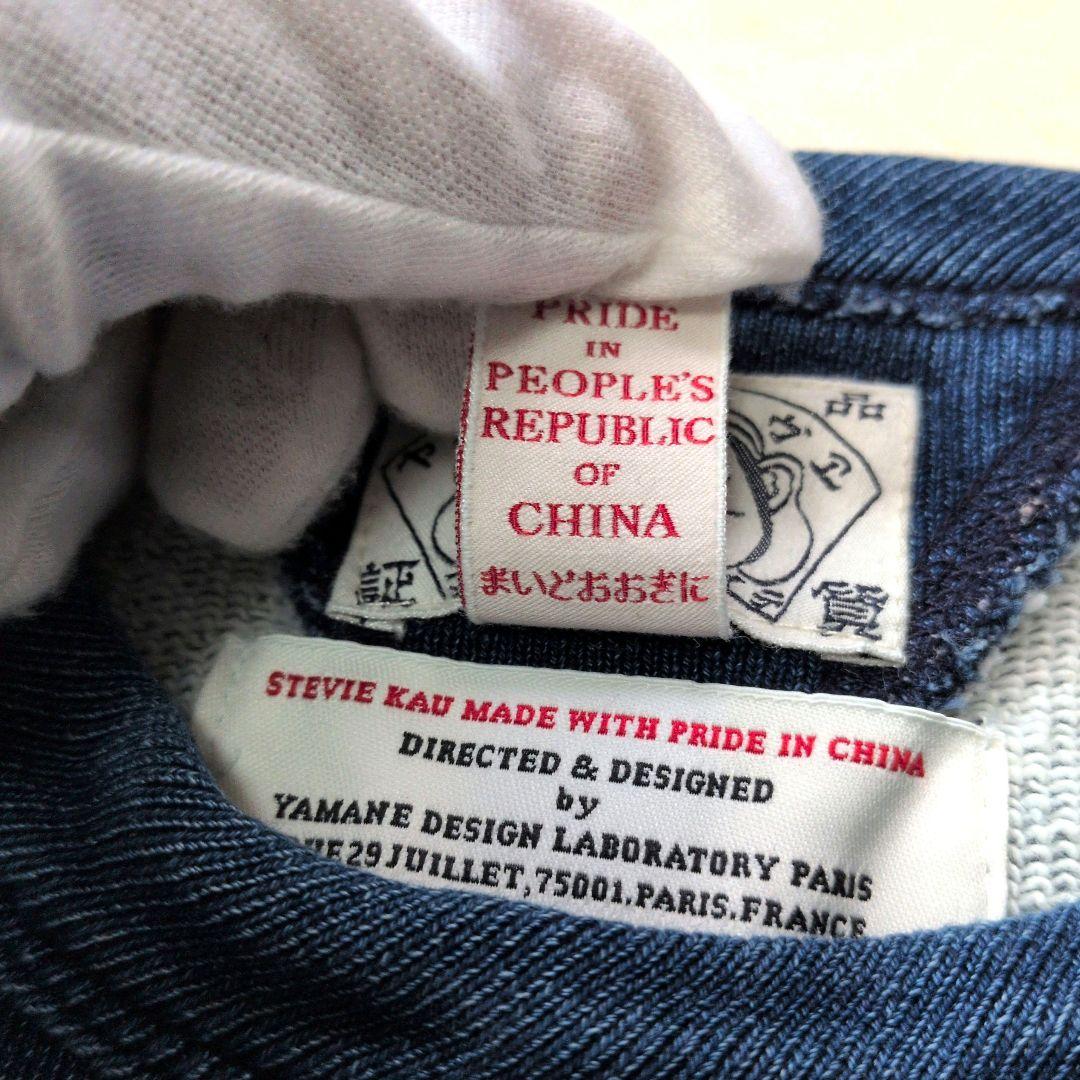 PRIDE
IN
PEOPLE'S
REPUBLIC
OF
CHINA
まいどおおきに
品
証
質
STEVIE KAU MADE WITH PRIDE IN CHINA
DIRECTED & DESIGNED
by
YAMANE DESIGN LABORATORY PARIS
29 JUILLET, 75001. PARIS. FRANCE